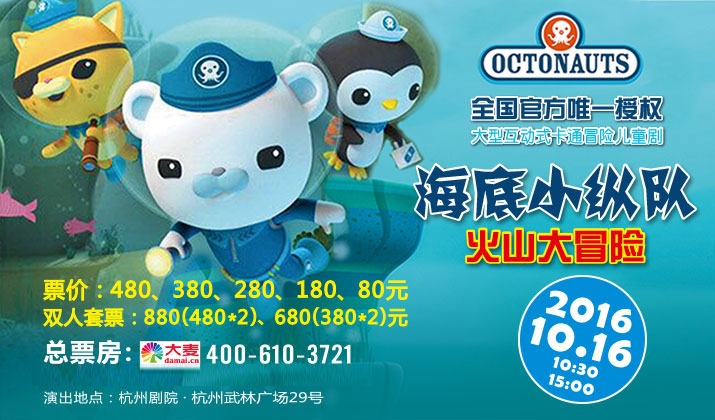 OCTONAUTS
全国官方唯一授权
大型互动式卡通冒险儿童剧
海底小纵队
火山大冒险
2016
10.16
10:30
15:00
票价：480、380、280、180、80元
双人套票：880(480*2)、680(380*2)元
总票房：大麦 damai.cn 400-610-3721
演出地点：杭州剧院 · 杭州武林广场29号